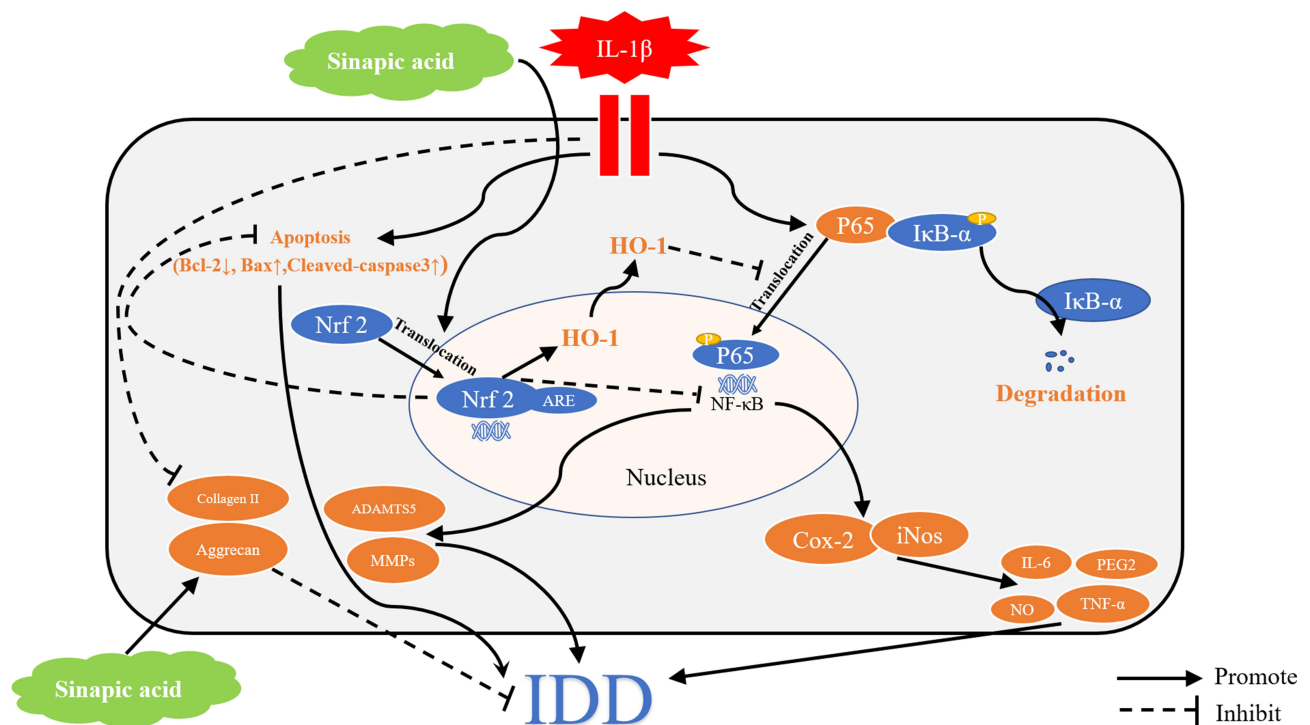 Sinapic acid
IL-1β
P65
IκB-α
P
Apoptosis
(Bcl-2↓, Bax↑,Cleaved-caspase3↑)
HO-1
Translocation
IκB-α
Nrf 2
Translocation
HO-1
P
P65
NF-κB
Degradation
Nrf 2
ARE
Nucleus
Collagen II
Aggrecan
ADAMTS5
MMPs
Cox-2
iNos
IL-6
PEG2
NO
TNF-α
Sinapic acid
IDD
Promote
Inhibit